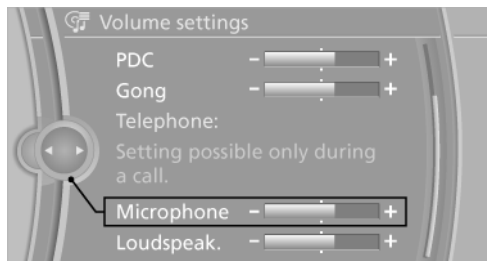 Volume settings
PDC - +
Gong - +
Telephone:
Setting possible only during
a call.
Microphone - +
Loudspeak. - +